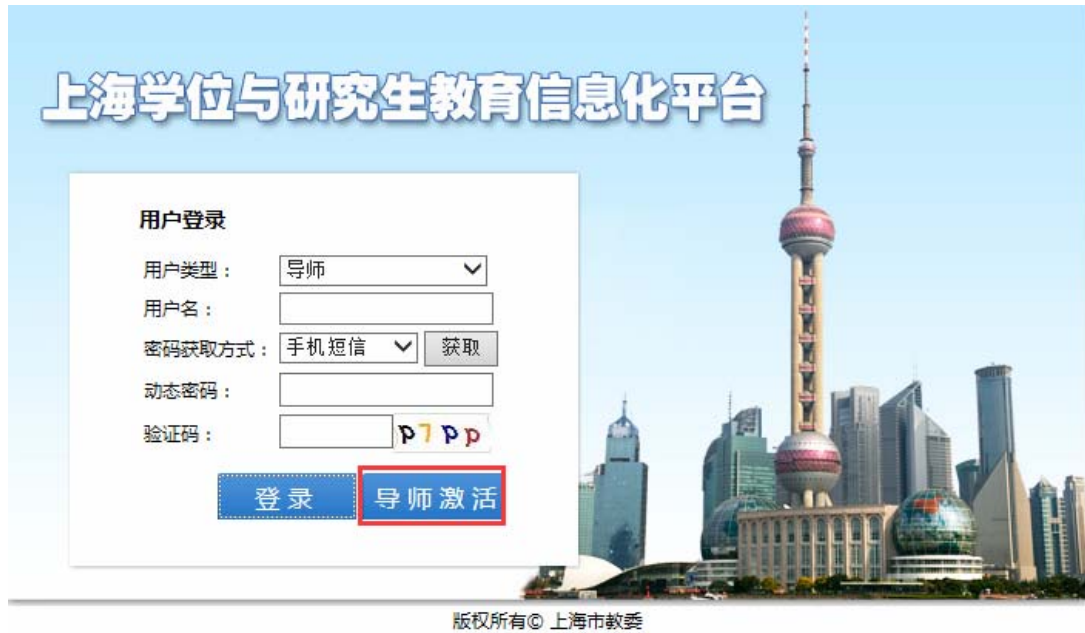 上海学位与研究生教育信息化平台
用户登录
用户类型：
导师
用户名：
密码获取方式：
手机短信
获取
动态密码：
验证码：
p7pp
登录
导师激活
版权所有© 上海市教委